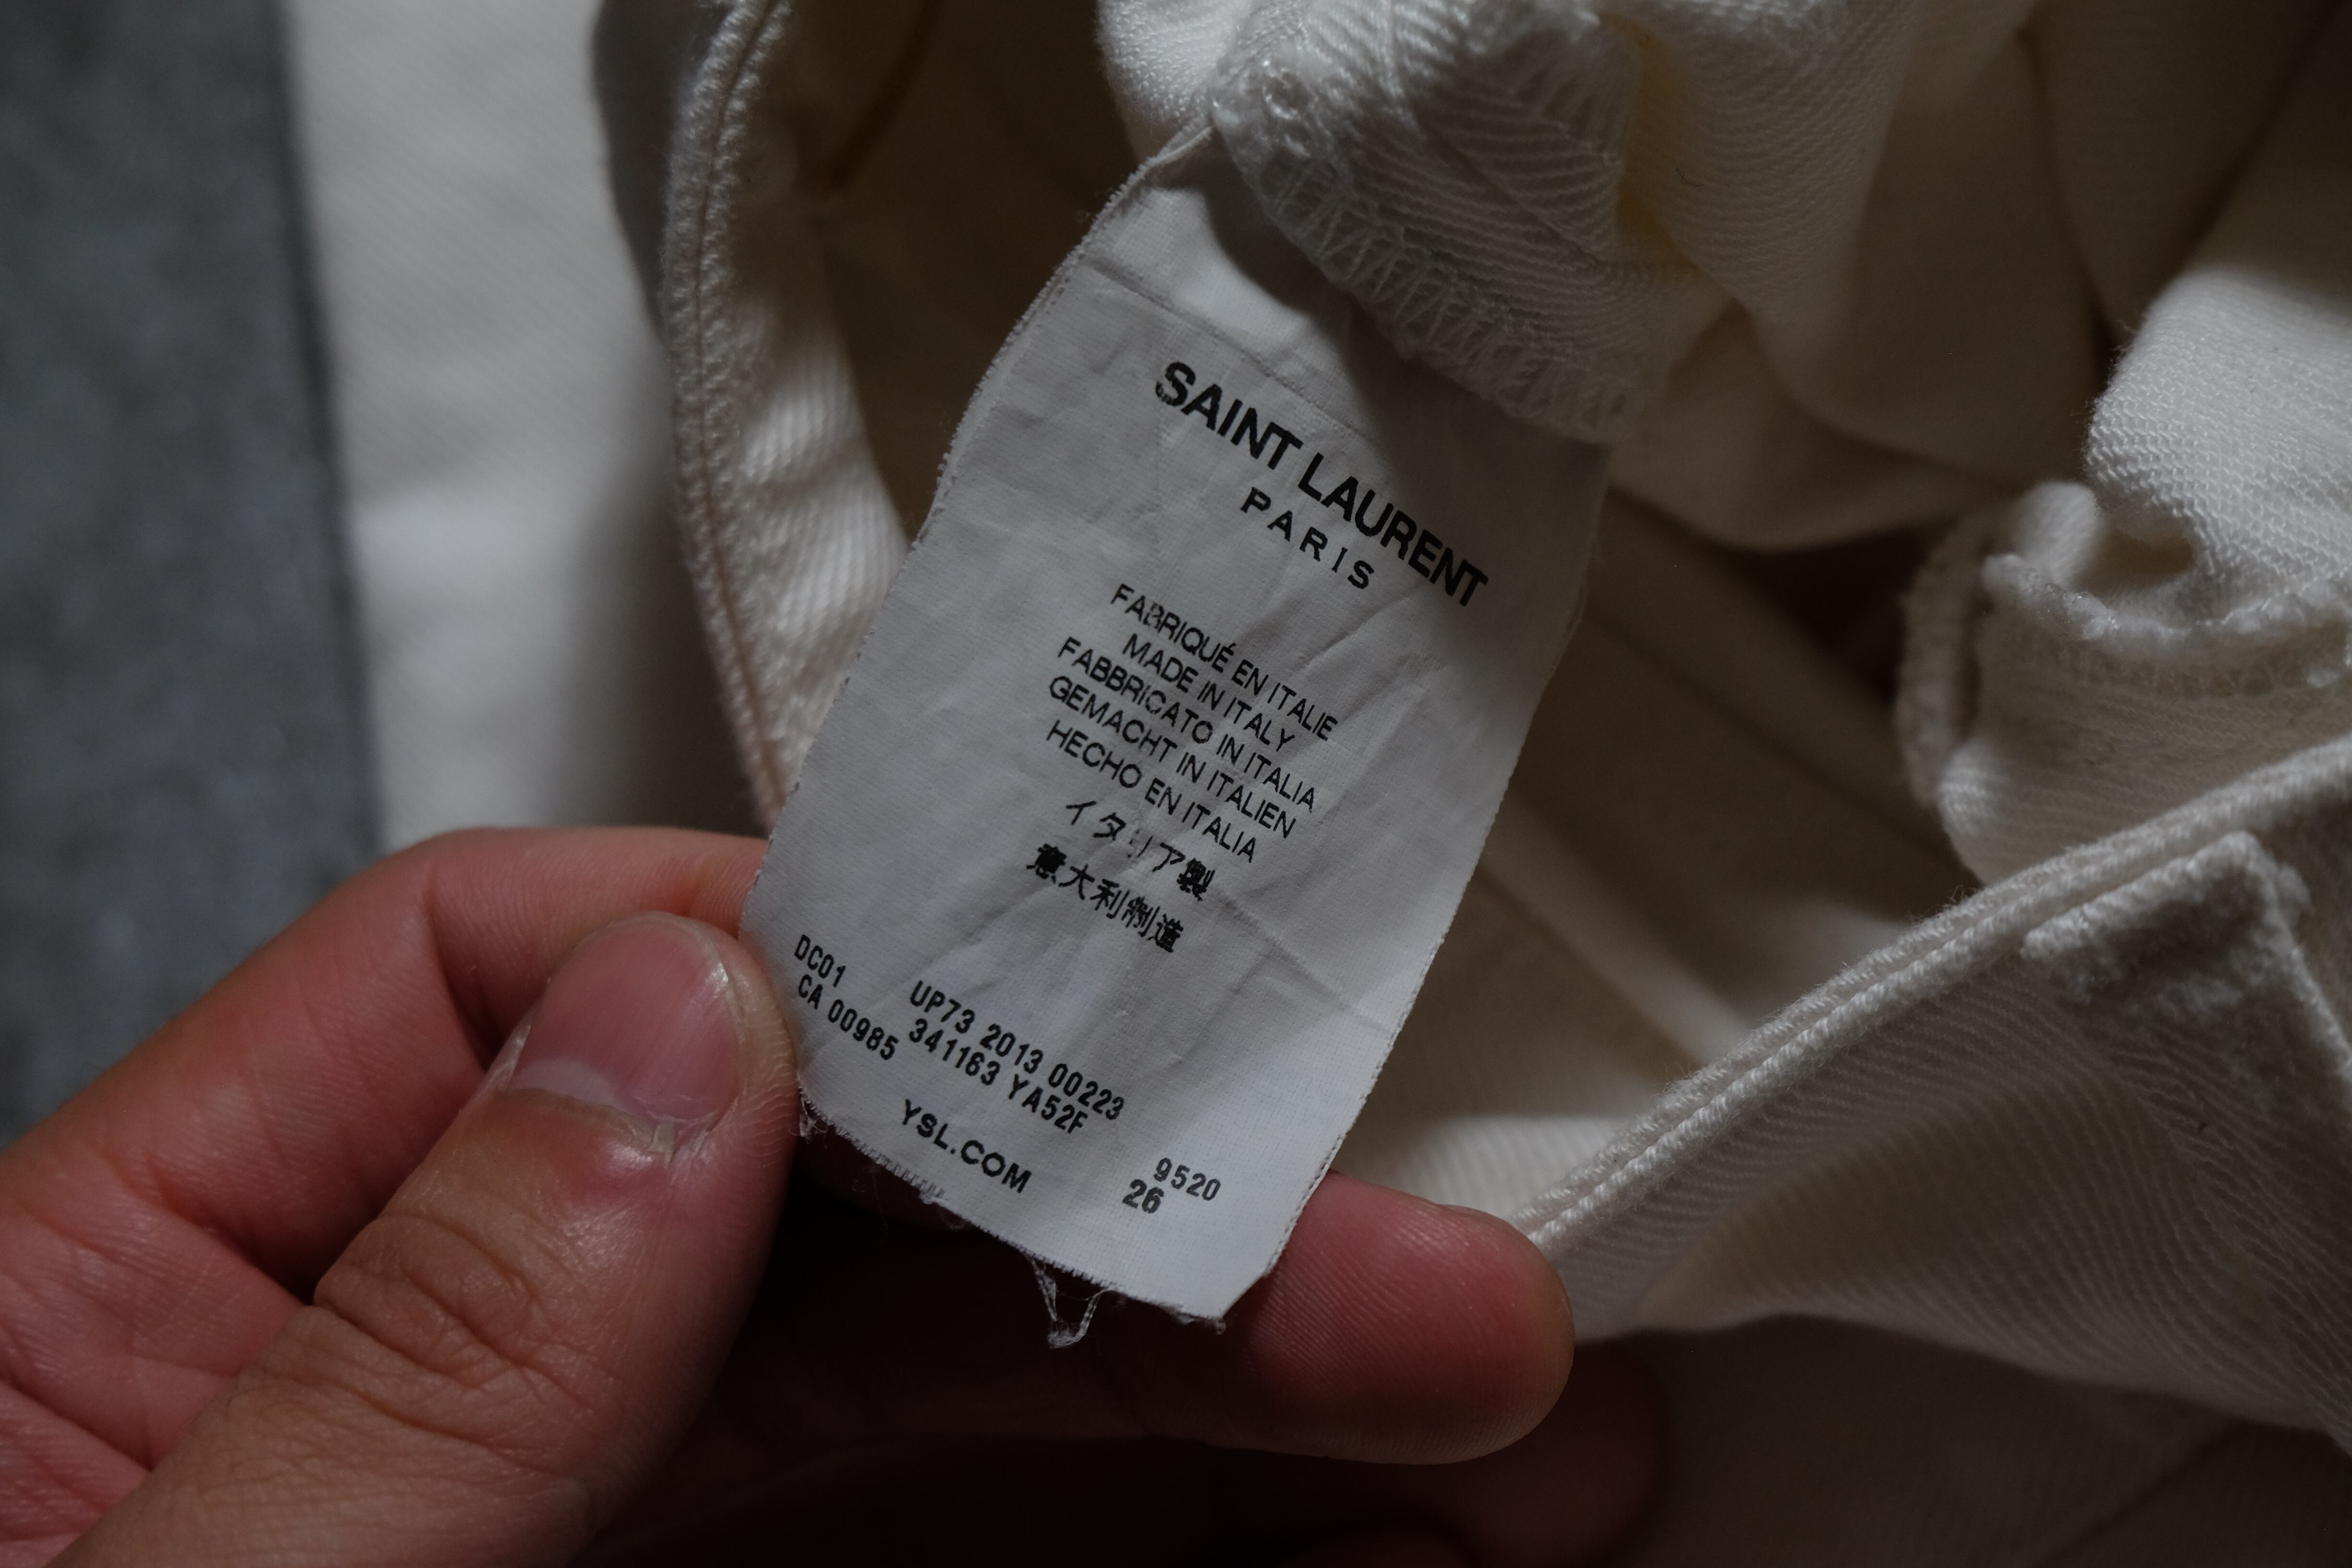 SAINT LAURENT
PARIS
FABRIQUÉ EN ITALIE
MADE IN ITALY
FABBRICATO IN ITALIA
GEMACHT IN ITALIEN
HECHO EN ITALIA
イタリア製
意大利制造
DC01 UP73 2013 00223
CA 00985 341163 YA52F 9520
YSL.COM 26